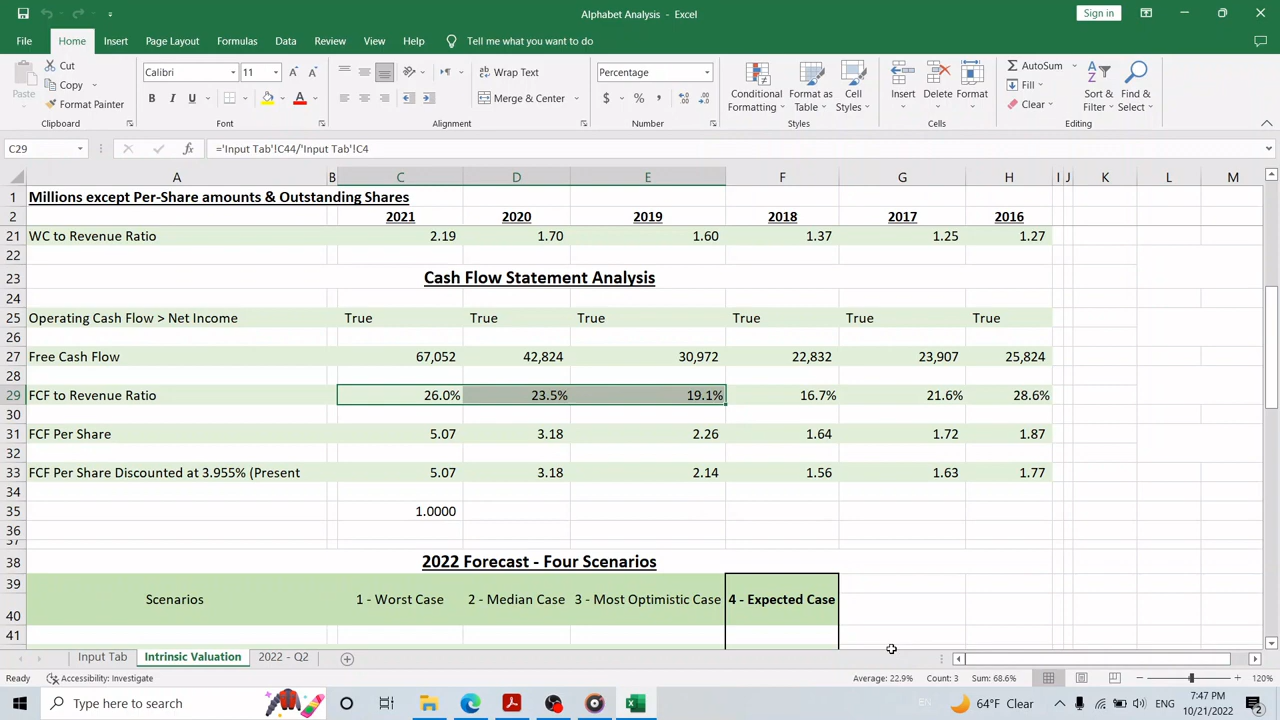 Alphabet Analysis - Excel
Sign in
File Home Insert Page Layout Formulas Data Review View Help Tell me what you want to do
Paste
Cut
Copy
Format Painter
Clipboard
Calibri 11
B I U
Font
Wrap Text
Merge & Center
Alignment
Percentage
$ % ,
Number
Conditional Formatting
Format as Table
Cell Styles
Styles
Insert Delete Format
Cells
AutoSum
Fill
Clear
Sort & Filter
Find & Select
Editing
C29 fx ='Input Tab'!C44/'Input Tab'!C4
A B C D E F G H I J K L M
1 Millions except Per-Share amounts & Outstanding Shares
2 2021 2020 2019 2018 2017 2016
21 WC to Revenue Ratio 2.19 1.70 1.60 1.37 1.25 1.27
22
23 Cash Flow Statement Analysis
24
25 Operating Cash Flow > Net Income True True True True True True
26
27 Free Cash Flow 67,052 42,824 30,972 22,832 23,907 25,824
28
29 FCF to Revenue Ratio 26.0% 23.5% 19.1% 16.7% 21.6% 28.6%
30
31 FCF Per Share 5.07 3.18 2.26 1.64 1.72 1.87
32
33 FCF Per Share Discounted at 3.955% (Present 5.07 3.18 2.14 1.56 1.63 1.77
34
35 1.0000
36
37
38 2022 Forecast - Four Scenarios
39
40 Scenarios 1 - Worst Case 2 - Median Case 3 - Most Optimistic Case 4 - Expected Case
41
Input Tab Intrinsic Valuation 2022 - Q2
Ready Accessibility: Investigate Average: 22.9% Count: 3 Sum: 68.6% 120%
Type here to search 64°F Clear EN 7:47 PM
10/21/2022 2